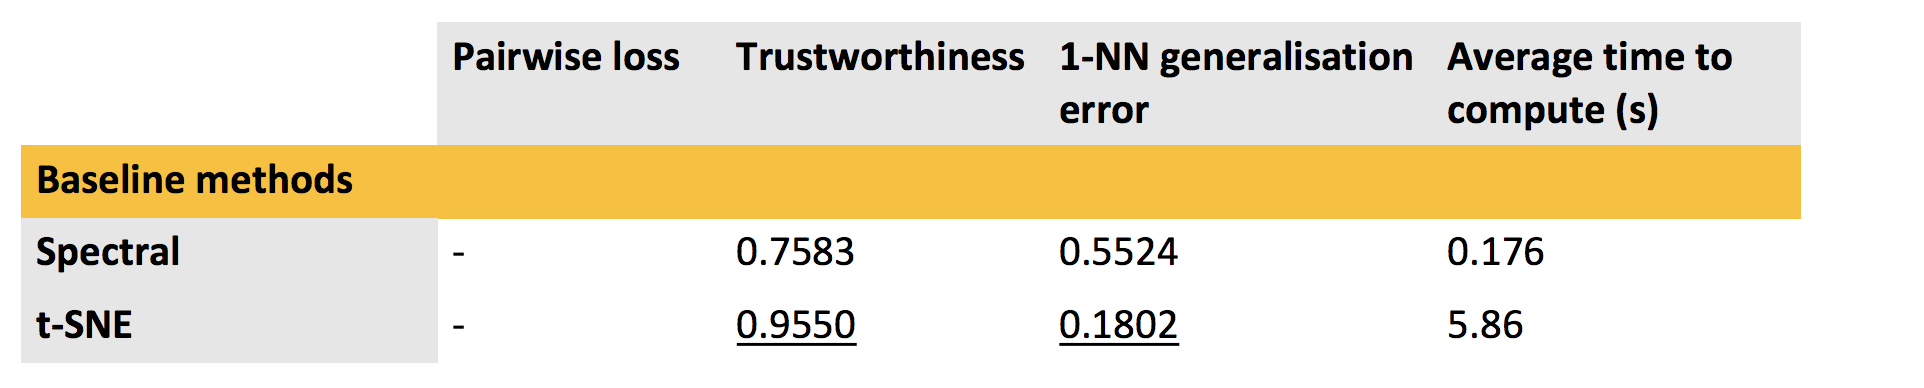 Pairwise loss Trustworthiness 1-NN generalisation error Average time to compute (s)
Baseline methods
Spectral - 0.7583 0.5524 0.176
t-SNE - 0.9550 0.1802 5.86